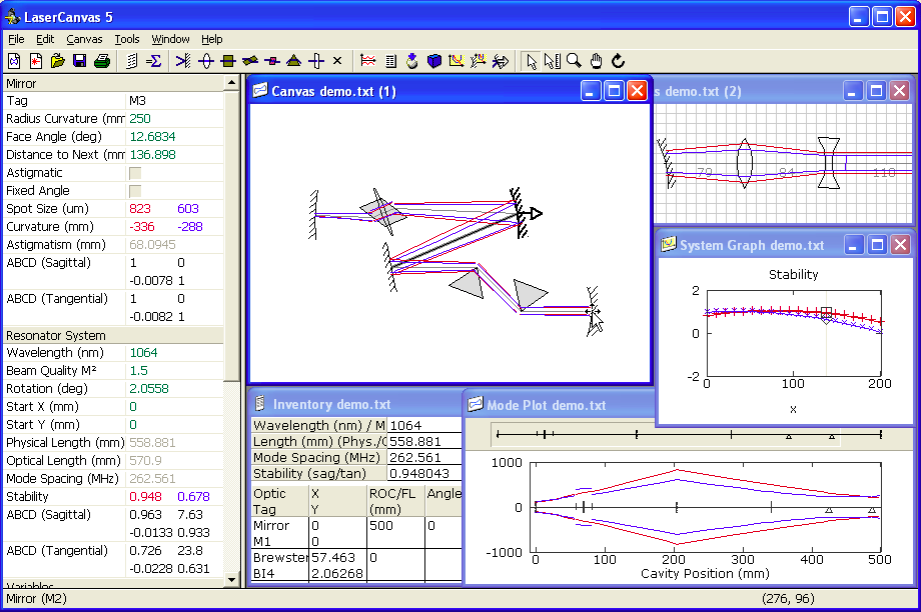 LaserCanvas 5
File Edit Canvas Tools Window Help
Mirror
Tag M3
Radius Curvature (mm 250
Face Angle (deg) 12.6834
Distance to Next (mm 136.898
Astigmatic
Fixed Angle
Spot Size (um) 823 603
Curvature (mm) -336 -288
Astigmatism (mm) 68.0945
ABCD (Sagittal) 1 0
-0.0078 1
ABCD (Tangential) 1 0
-0.0082 1
Resonator System
Wavelength (nm) 1064
Beam Quality M² 1.5
Rotation (deg) 2.0558
Start X (mm) 0
Start Y (mm) 0
Physical Length (mm) 558.881
Optical Length (mm) 570.9
Mode Spacing (MHz) 262.561
Stability 0.948 0.678
ABCD (Sagittal) 0.963 7.63
-0.0133 0.933
ABCD (Tangential) 0.726 23.8
-0.0228 0.631
Variables
Canvas demo.txt (1)
s demo.txt (2)
79 84 110
System Graph demo.txt
Stability
2
0
-2
0 100 200
x
Inventory demo.txt
Wavelength (nm) / M 1064
Length (mm) (Phys./O 558.881
Mode Spacing (MHz) 262.561
Stability (sag/tan) 0.948043
Optic X ROC/FL Angle
Tag Y (mm)
Mirror 0 500 0
M1 0
Brewster 57.463 0
BI4 2.06268
Mode Plot demo.txt
1000
0
-1000
0 100 200 300 400 500
Cavity Position (mm)
Mirror (M2) (276, 96)